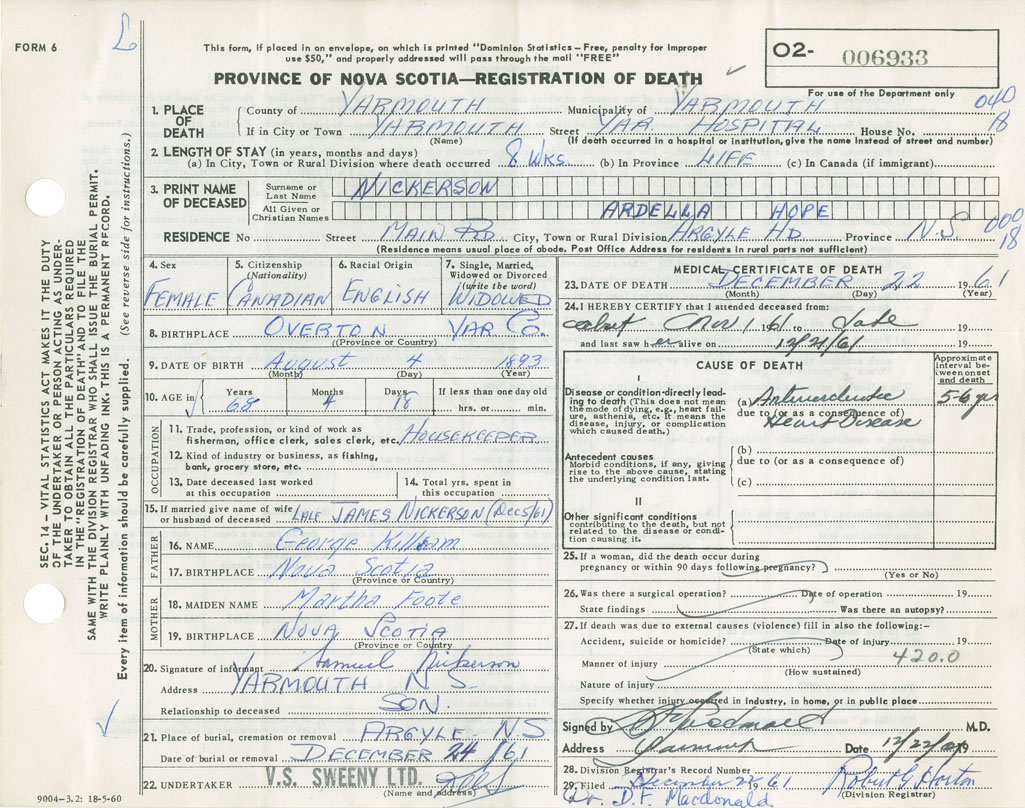 FORM 6
L
This form, if placed in an envelope, on which is printed "Dominion Statistics – Free, penalty for improper
use $50," and properly addressed will pass through the mail "FREE"
O2- 006933
For use of the Department only
PROVINCE OF NOVA SCOTIA—REGISTRATION OF DEATH
1. PLACE OF DEATH
County of YARMOUTH Municipality of YARMOUTH 040
If in City or Town YARMOUTH Street YAR HOSPITAL House No. 18
(Name) (If death occurred in a hospital or institution, give the name instead of street and number)
2. LENGTH OF STAY (in years, months and days)
(a) In City, Town or Rural Division where death occurred 8 WKS (b) In Province LIFE (c) In Canada (if immigrant)
3. PRINT NAME OF DECEASED
Surname or Last Name NICKERSON
All Given or Christian Names ARDELLA HOPE
RESIDENCE No Street MAIN RD City, Town or Rural Division ARGYLE HD Province N.S 000 18
(Residence means usual place of abode. Post Office Address for residents in rural parts not sufficient)
SEC. 14 — VITAL STATISTICS ACT MAKES IT THE DUTY
OF THE UNDERTAKER OR PERSON ACTING AS UNDER-
TAKER TO OBTAIN ALL THE PARTICULARS REQUIRED
IN THE "REGISTRATION OF DEATH" AND TO FILE THE
SAME WITH THE DIVISION REGISTRAR WHO SHALL ISSUE THE BURIAL PERMIT.
WRITE PLAINLY WITH UNFADING INK. THIS IS A PERMANENT RECORD.
Every item of information should be carefully supplied. (See reverse side for instructions.)
4. Sex FEMALE
5. Citizenship (Nationality) CANADIAN
6. Racial Origin ENGLISH
7. Single, Married, Widowed or Divorced (write the word) WIDOWED
8. BIRTHPLACE OVERTON YAR CO.
(Province or Country)
9. DATE OF BIRTH August 4 1893
(Month) (Day) (Year)
10. AGE in Years 68 Months 4 Days 18 If less than one day old hrs. or min.
OCCUPATION
11. Trade, profession, or kind of work as
fisherman, office clerk, sales clerk, etc. HOUSEKEEPER
12. Kind of industry or business, as fishing,
bank, grocery store, etc.
13. Date deceased last worked at this occupation
14. Total yrs. spent in this occupation
15. If married give name of wife
or husband of deceased LALE JAMES NICKERSON (DEC 5/61)
FATHER
16. NAME George Killam
17. BIRTHPLACE Nova Scotia
(Province or Country)
MOTHER
18. MAIDEN NAME Martha Foote
19. BIRTHPLACE NOVA SCOTIA
(Province or Country)
20. Signature of informant Samuel Nickerson
Address YARMOUTH N S
Relationship to deceased SON.
21. Place of burial, cremation or removal ARGYLE N.S
Date of burial or removal DECEMBER 24 /61
22. UNDERTAKER V.S. SWEENY LTD.
(Name and address)
9004—3.2: 18-5-60
MEDICAL CERTIFICATE OF DEATH
23. DATE OF DEATH DECEMBER 22 1961
(Month) (Day) (Year)
24. I HEREBY CERTIFY that I attended deceased from:
about Nov 1 1961 to date 19
and last saw her alive on 12/21/61 19
CAUSE OF DEATH
Approximate interval between onset and death
I
Disease or condition directly leading to death (This does not mean the mode of dying, e.g., heart failure, asthenia, etc. It means the disease, injury, or complication which caused death.)
(a) Arteriosclerotic 5-6 yr
due to (or as a consequence of)
Heart Disease
Antecedent causes
Morbid conditions, if any, giving rise to the above cause, stating the underlying condition last.
(b)
due to (or as a consequence of)
(c)
II
Other significant conditions
contributing to the death, but not related to the disease or condition causing it.
25. If a woman, did the death occur during
pregnancy or within 90 days following pregnancy?
(Yes or No)
26. Was there a surgical operation? Date of operation 19
State findings Was there an autopsy?
27. If death was due to external causes (violence) fill in also the following:—
Accident, suicide or homicide? Date of injury 19
(State which)
420.0
Manner of injury
(How sustained)
Nature of injury
Specify whether injury occurred in industry, in home, or in public place
Signed by M.D.
Address Yarmouth Date 12/22/ 19
28. Division Registrar's Record Number
29. Filed December 22 1961 Robert G Horton
(Division Registrar)
Dr. D.F. Macdonald